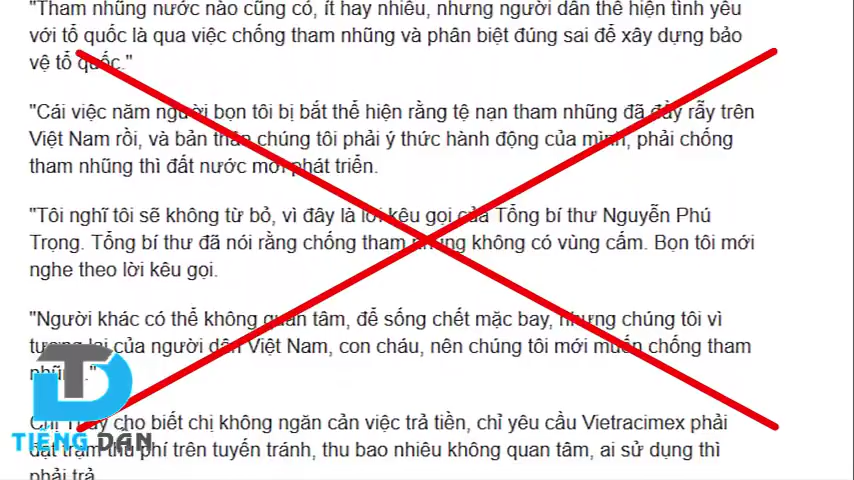 "Tham nhũng nước nào cũng có, ít hay nhiều, nhưng người dân thể hiện tình yêu
với tổ quốc là qua việc chống tham nhũng và phân biệt đúng sai để xây dựng bảo
vệ tổ quốc."
"Cái việc năm người bọn tôi bị bắt thể hiện rằng tệ nạn tham nhũng đã đầy rẫy trên
Việt Nam rồi, và bản thân chúng tôi phải ý thức hành động của mình, phải chống
tham nhũng thì đất nước mới phát triển.
"Tôi nghĩ tôi sẽ không từ bỏ, vì đây là lời kêu gọi của Tổng bí thư Nguyễn Phú
Trọng. Tổng bí thư đã nói rằng chống tham nhũng không có vùng cấm. Bọn tôi mới
nghe theo lời kêu gọi.
"Người khác có thể không quan tâm, để sống chết mặc bay, nhưng chúng tôi vì
tương lai của người dân Việt Nam, con cháu, nên chúng tôi mới muốn chống tham
nhũng."
Chị Thùy cho biết chị không ngăn cản việc trả tiền, chỉ yêu cầu Vietracimex phải
đặt trạm thu phí trên tuyến tránh, thu bao nhiêu không quan tâm, ai sử dụng thì
phải trả
TIẾNG DÂN